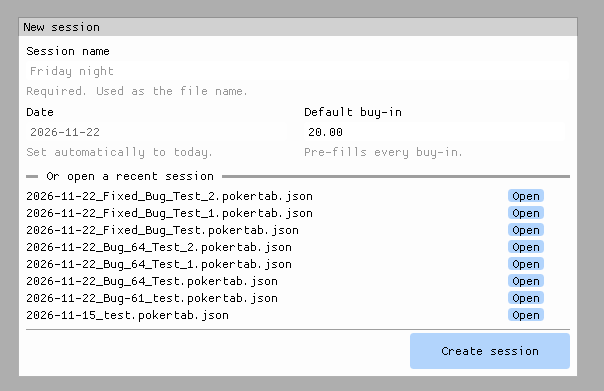 New session
Session name
Friday night
Required. Used as the file name.
Date Default buy-in
2026-11-22 20.00
Set automatically to today. Pre-fills every buy-in.
Or open a recent session
2026-11-22_Fixed_Bug_Test_2.pokertab.json Open
2026-11-22_Fixed_Bug_Test_1.pokertab.json Open
2026-11-22_Fixed_Bug_Test.pokertab.json Open
2026-11-22_Bug_64_Test_2.pokertab.json Open
2026-11-22_Bug_64_Test_1.pokertab.json Open
2026-11-22_Bug_64_Test.pokertab.json Open
2026-11-22_Bug-61_test.pokertab.json Open
2026-11-15_test.pokertab.json Open
Create session